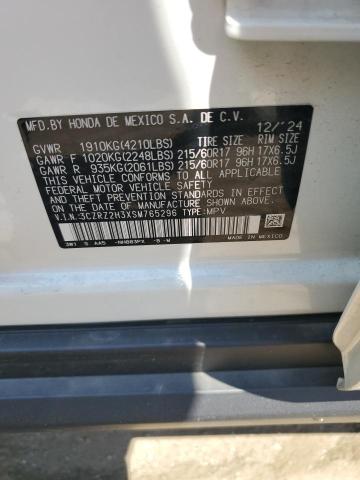 MFD.BY HONDA DE MEXICO S.A. DE C.V. 12/'24
GVWR 1910KG(4210LBS) TIRE SIZE RIM SIZE
GAWR F 1020KG(2248LBS) 215/60R17 96H 17X6.5J
GAWR R 935KG(2061LBS) 215/60R17 96H 17X6.5J
THIS VEHICLE CONFORMS TO ALL APPLICABLE
FEDERAL MOTOR VEHICLE SAFETY STANDARDS IN EFFECT
ON THE DATE OF MANUFACTURE SHOWN ABOVE.
V.I.N.:3CZRZ2H3XSM765296 TYPE:MPV
3W1 S AA5 -NH883PX -B -M
MADE IN MEXICO